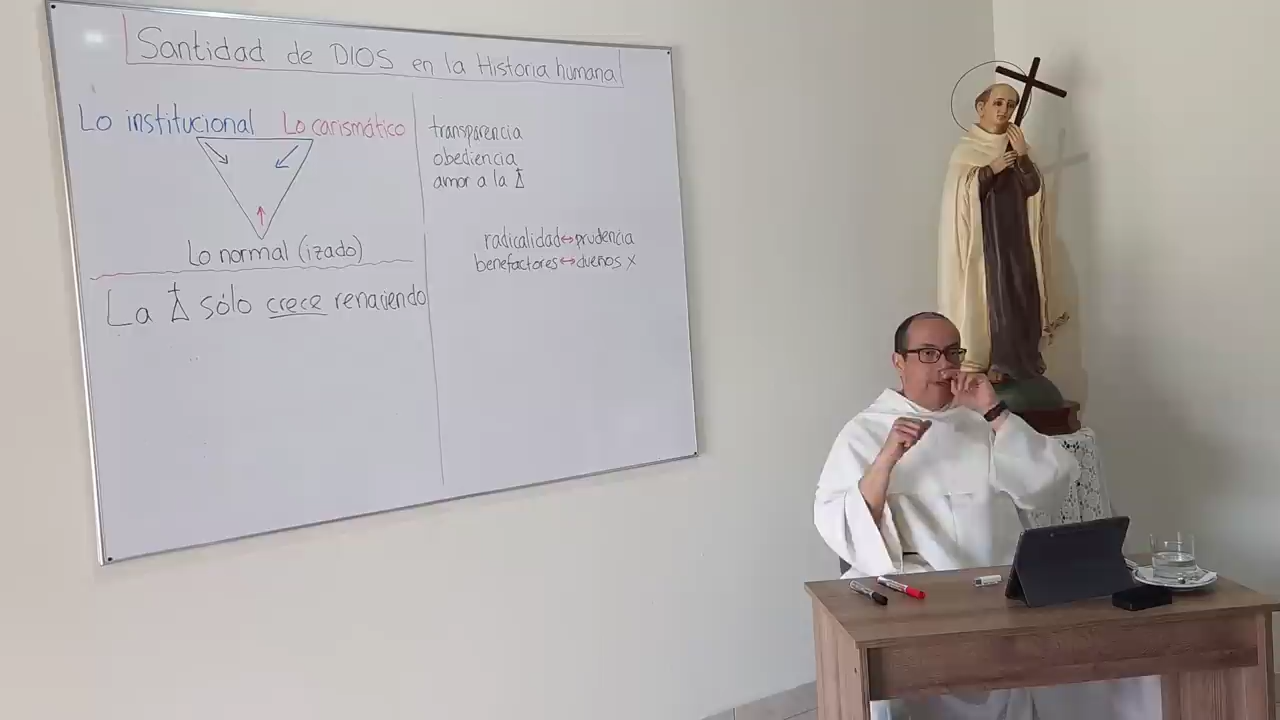 Santidad de DIOS en la Historia humana
Lo institucional
Lo carismático
Lo normal (izado)
La sólo crece renaciendo
transparencia
obediencia
amor a la
radicalidad ↔ prudencia
benefactores ↔ dueños x